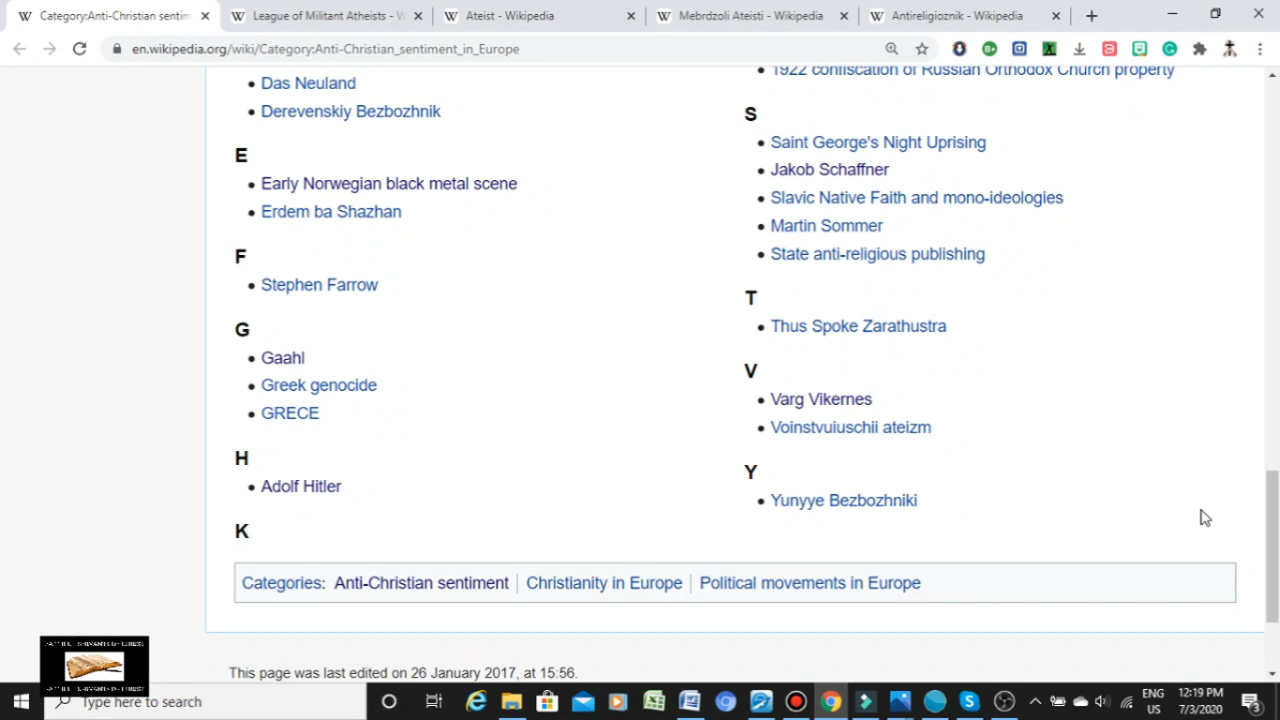 Category:Anti-Christian sentim
League of Militant Atheists - W
Ateist - Wikipedia
Mebrdzoli Ateisti - Wikipedia
Antireligioznik - Wikipedia
en.wikipedia.org/wiki/Category:Anti-Christian_sentiment_in_Europe
Das Neuland
Derevenskiy Bezbozhnik
E
Early Norwegian black metal scene
Erdem ba Shazhan
F
Stephen Farrow
G
Gaahl
Greek genocide
GRECE
H
Adolf Hitler
K
1922 confiscation of Russian Orthodox Church property
S
Saint George's Night Uprising
Jakob Schaffner
Slavic Native Faith and mono-ideologies
Martin Sommer
State anti-religious publishing
T
Thus Spoke Zarathustra
V
Varg Vikernes
Voinstvuiuschii ateizm
Y
Yunyye Bezbozhniki
Categories: Anti-Christian sentiment | Christianity in Europe | Political movements in Europe
This page was last edited on 26 January 2017, at 15:56.
Type here to search
ENG
US
12:19 PM
7/3/2020
3